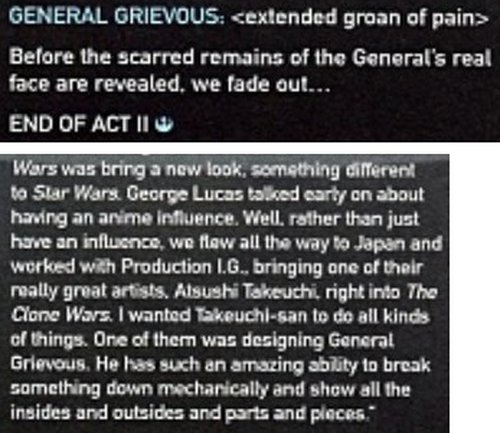 GENERAL GRIEVOUS: <extended groan of pain>
Before the scarred remains of the General's real
face are revealed, we fade out...
END OF ACT II
Wars was bring a new look, something different
to Star Wars. George Lucas talked early on about
having an anime influence. Well, rather than just
have an influence, we flew all the way to Japan and
worked with Production I.G., bringing one of their
really great artists, Atsushi Takeuchi, right into The
Clone Wars. I wanted Takeuchi-san to do all kinds
of things. One of them was designing General
Grievous. He has such an amazing ability to break
something down mechanically and show all the
insides and outsides and parts and pieces."